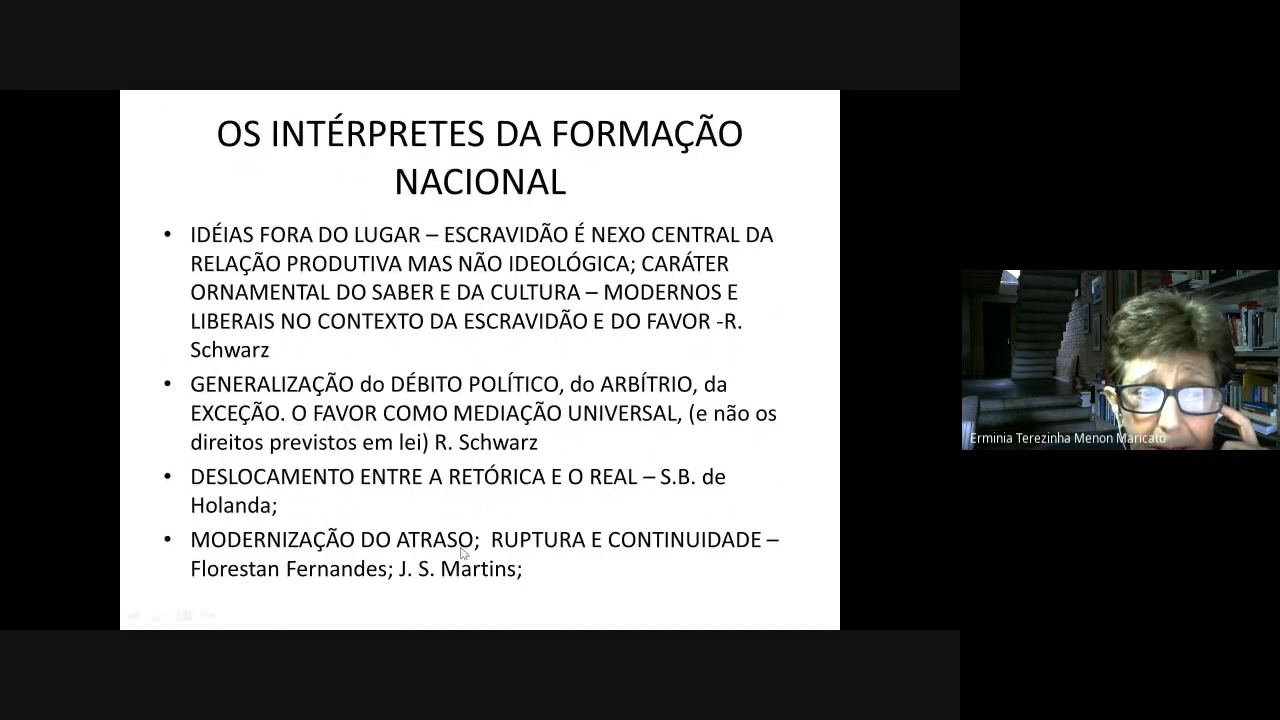 OS INTÉRPRETES DA FORMAÇÃO
NACIONAL
• IDÉIAS FORA DO LUGAR – ESCRAVIDÃO É NEXO CENTRAL DA
RELAÇÃO PRODUTIVA MAS NÃO IDEOLÓGICA; CARÁTER
ORNAMENTAL DO SABER E DA CULTURA – MODERNOS E
LIBERAIS NO CONTEXTO DA ESCRAVIDÃO E DO FAVOR -R.
Schwarz
• GENERALIZAÇÃO do DÉBITO POLÍTICO, do ARBÍTRIO, da
EXCEÇÃO. O FAVOR COMO MEDIAÇÃO UNIVERSAL, (e não os
direitos previstos em lei) R. Schwarz
• DESLOCAMENTO ENTRE A RETÓRICA E O REAL – S.B. de
Holanda;
• MODERNIZAÇÃO DO ATRASO; RUPTURA E CONTINUIDADE –
Florestan Fernandes; J. S. Martins;
Erminia Terezinha Menon Maricato